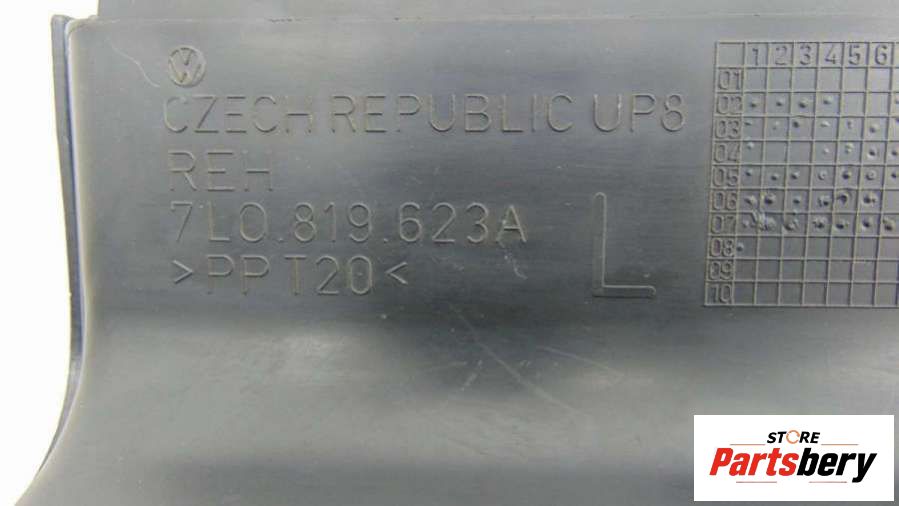 CZECH REPUBLIC UP8
REH
7L0.819.623A
>PP T20<
L
1 2 3 4 5 6
01
02
03
04
05
06
07
08
09
10
STORE
Partsbery